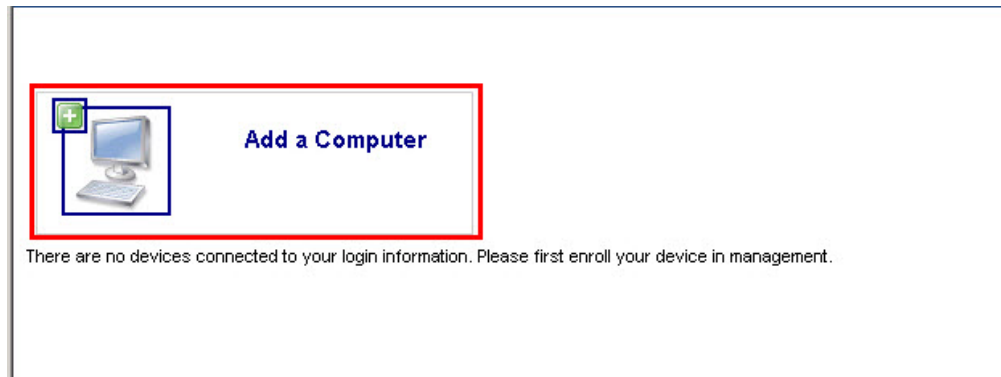 Add a Computer
There are no devices connected to your login information. Please first enroll your device in management.